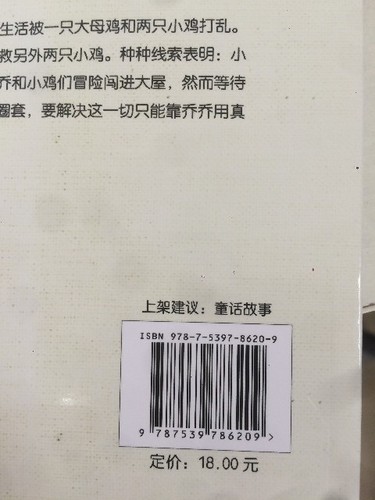 生活被一只大母鸡和两只小鸡打乱。
救另外两只小鸡。种种线索表明：小
乔和小鸡们冒险闯进大屋，然而等待
圈套，要解决这一切只能靠乔乔用真
上架建议：童话故事
ISBN 978-7-5397-8620-9
9 787539 786209 >
定价：18.00 元